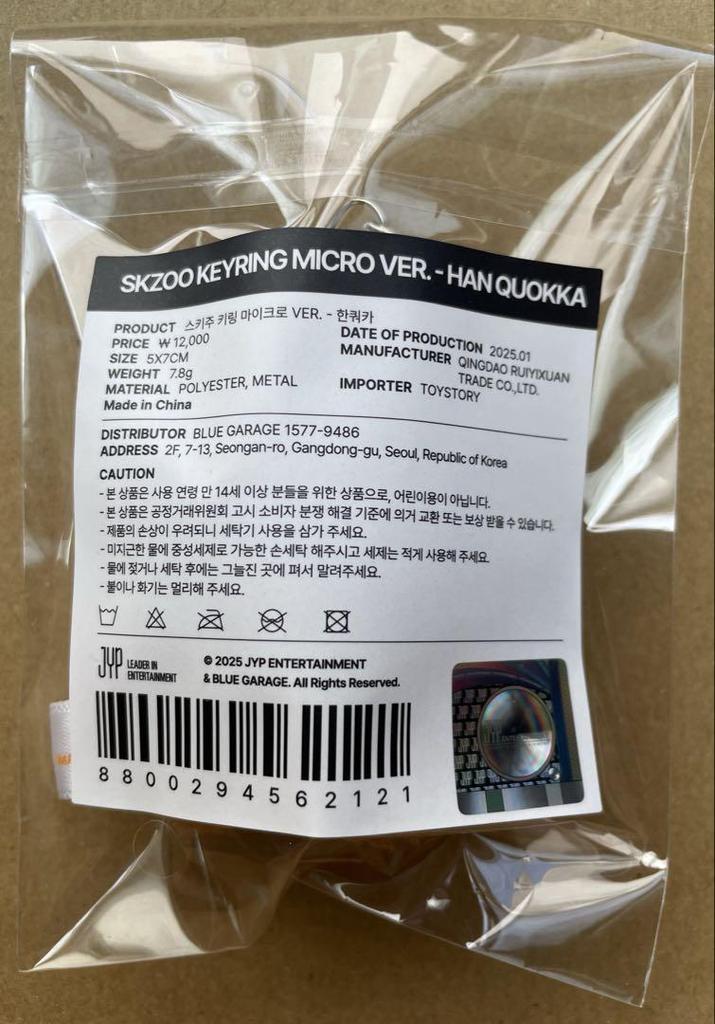 SKZOO KEYRING MICRO VER. - HAN QUOKKA
PRODUCT 스키주 키링 마이크로 VER. - 한쿼카
PRICE ₩ 12,000
SIZE 5X7CM
WEIGHT 7.8g
MATERIAL POLYESTER, METAL
Made in China
DATE OF PRODUCTION 2025.01
MANUFACTURER QINGDAO RUIYIXUAN
TRADE CO.,LTD.
IMPORTER TOYSTORY
DISTRIBUTOR BLUE GARAGE 1577-9486
ADDRESS 2F, 7-13, Seongan-ro, Gangdong-gu, Seoul, Republic of Korea
CAUTION
- 본 상품은 사용 연령 만 14세 이상 분들을 위한 상품으로, 어린이용이 아닙니다.
- 본 상품은 공정거래위원회 고시 소비자 분쟁 해결 기준에 의거 교환 또는 보상 받을 수 있습니다.
- 제품의 손상이 우려되니 세탁기 사용을 삼가 주세요.
- 미지근한 물에 중성세제로 가능한 손세탁 해주시고 세제는 적게 사용해 주세요.
- 물에 젖거나 세탁 후에는 그늘진 곳에 펴서 말려주세요.
- 불이나 화기는 멀리해 주세요.
JYP LEADER IN
ENTERTAINMENT
© 2025 JYP ENTERTAINMENT
& BLUE GARAGE. All Rights Reserved.
8800294562121
JYP